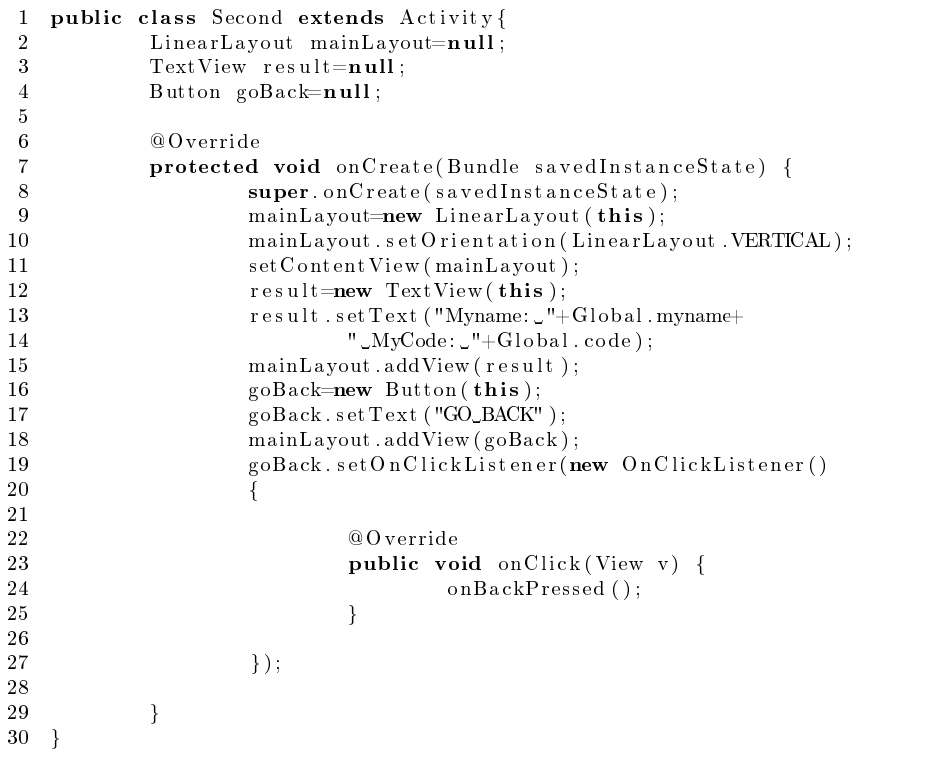 1 public class Second extends Activity{
2 LinearLayout mainLayout=null;
3 TextView result=null;
4 Button goBack=null;
5
6 @Override
7 protected void onCreate(Bundle savedInstanceState) {
8 super.onCreate(savedInstanceState);
9 mainLayout=new LinearLayout(this);
10 mainLayout.setOrientation(LinearLayout.VERTICAL);
11 setContentView(mainLayout);
12 result=new TextView(this);
13 result.setText("Myname:␣"+Global.myname+
14 "␣MyCode:␣"+Global.code);
15 mainLayout.addView(result);
16 goBack=new Button(this);
17 goBack.setText("GO␣BACK");
18 mainLayout.addView(goBack);
19 goBack.setOnClickListener(new OnClickListener()
20 {
21
22 @Override
23 public void onClick(View v) {
24 onBackPressed();
25 }
26
27 });
28
29 }
30 }